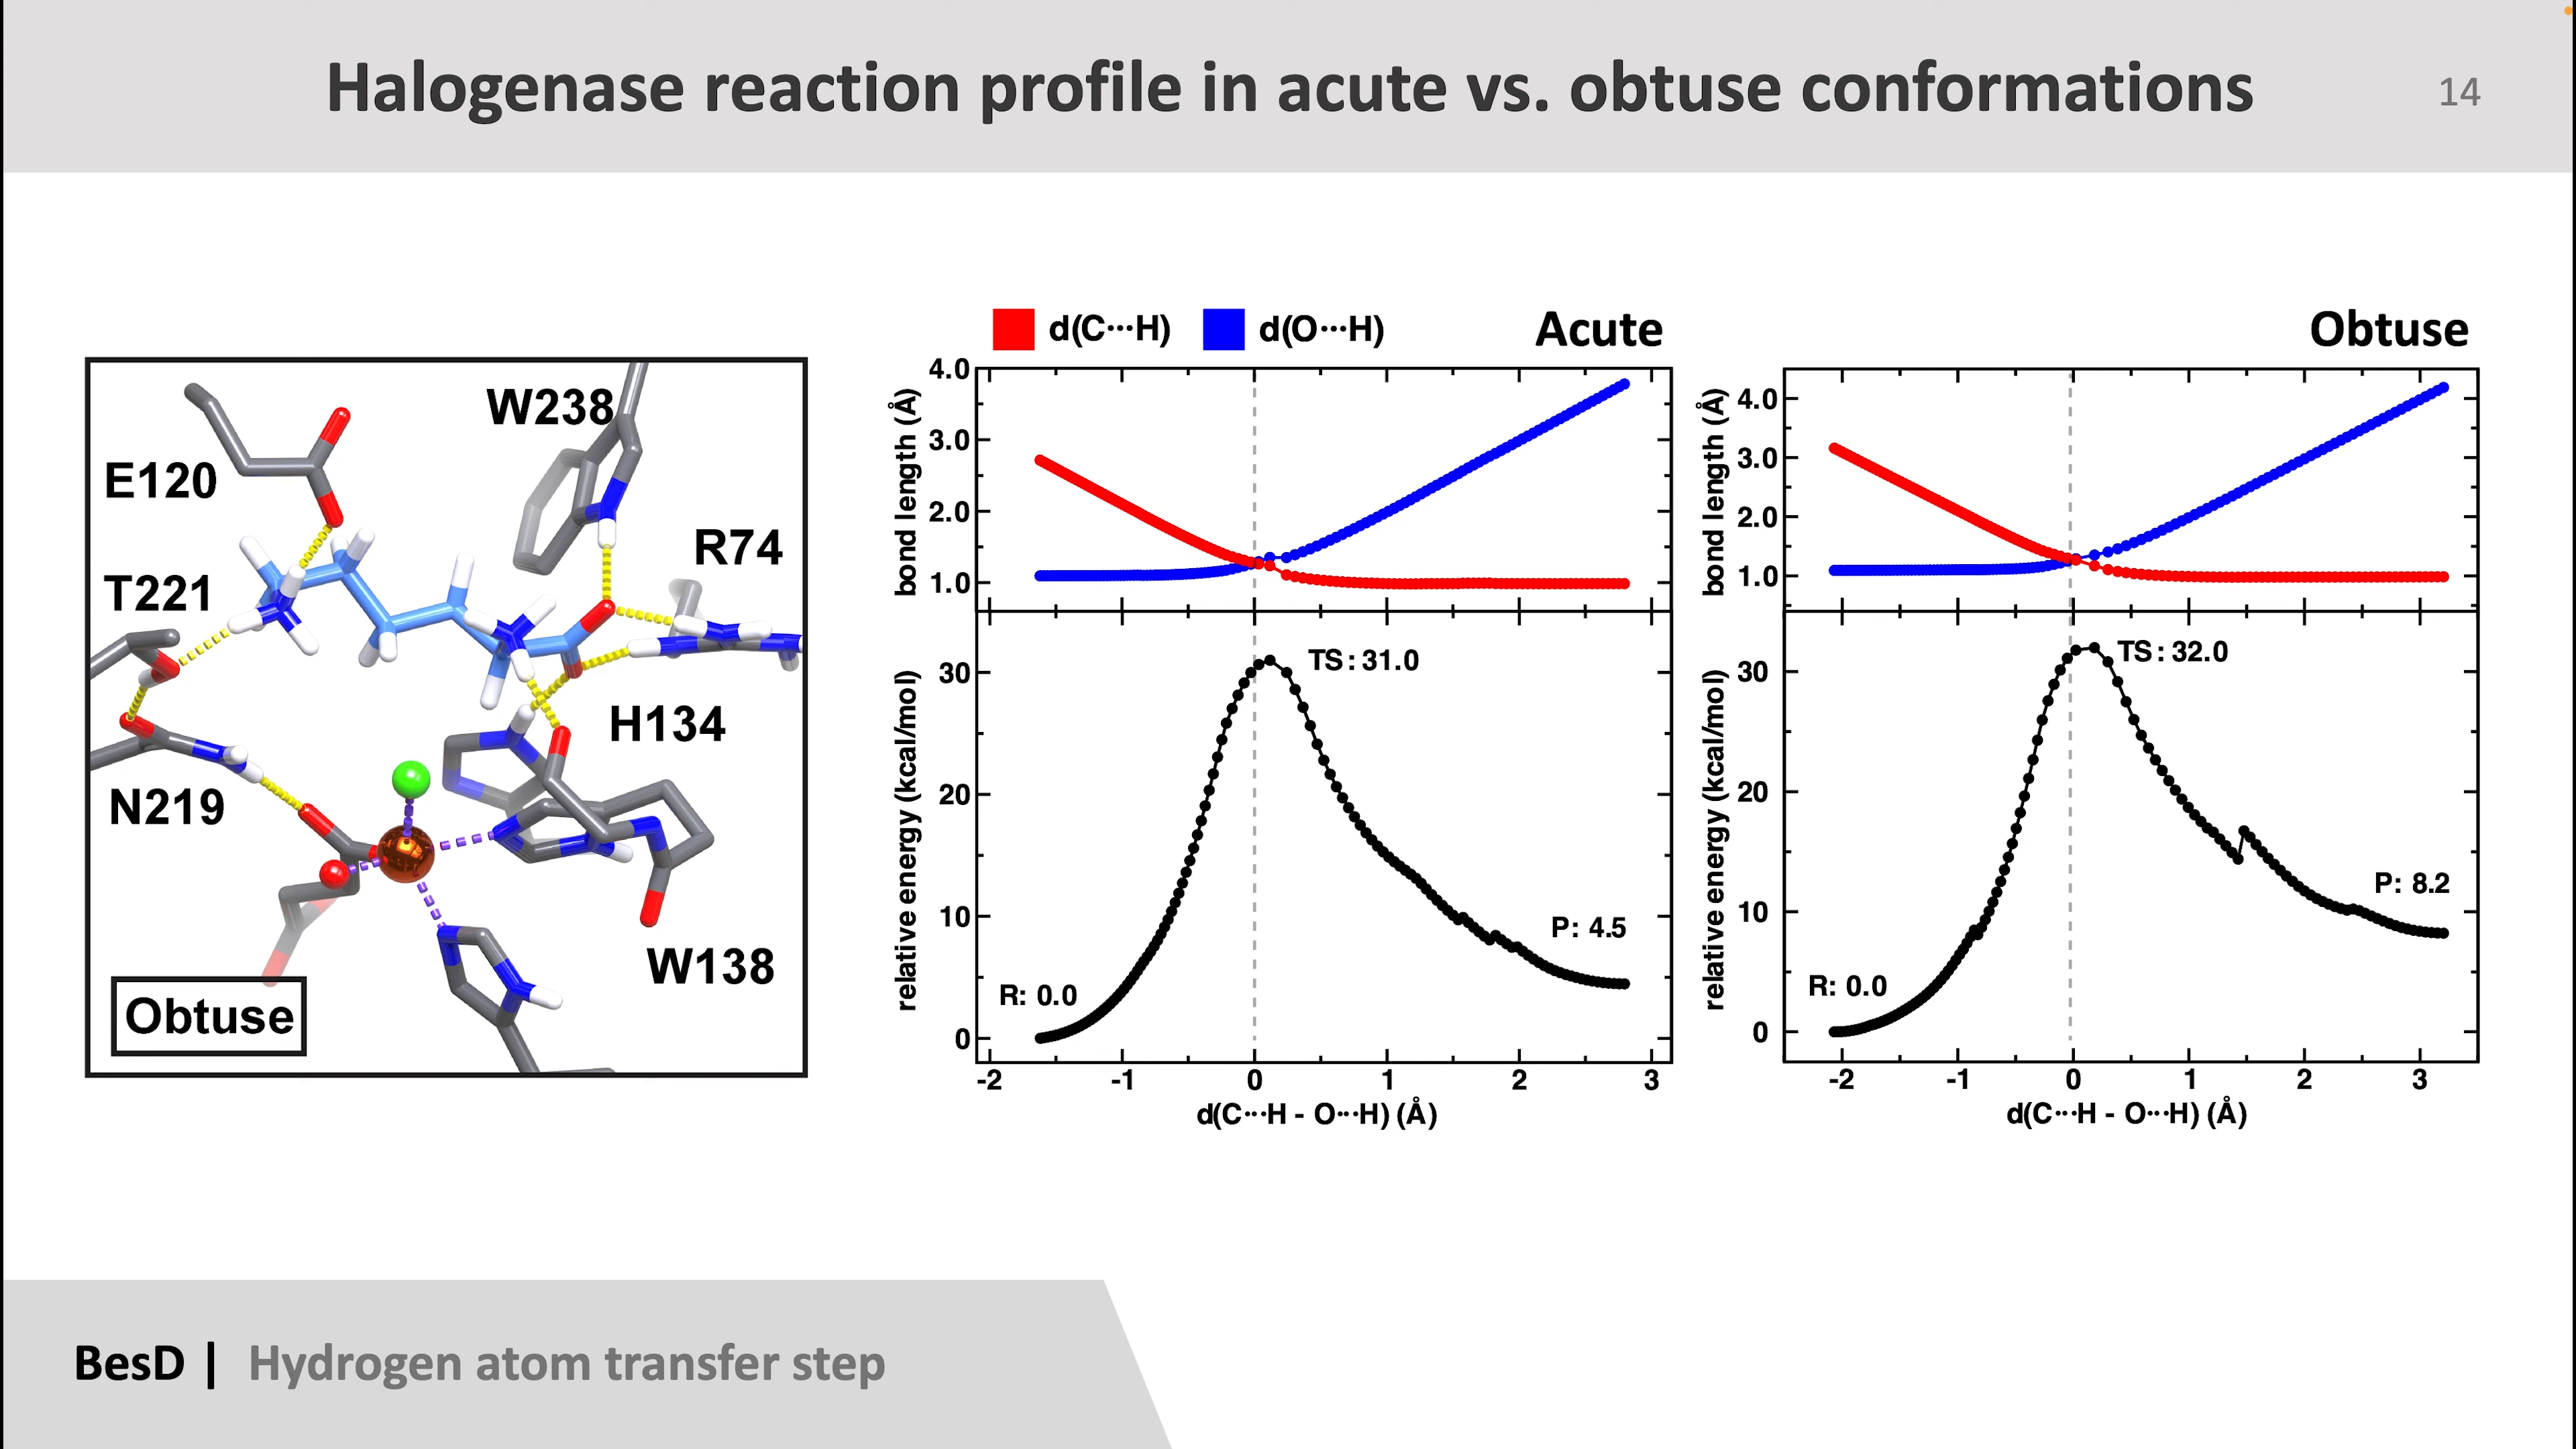 Halogenase reaction profile in acute vs. obtuse conformations
14
W238
E120
R74
T221
H134
N219
W138
Obtuse
d(C···H)
d(O···H)
Acute
4.0
3.0
2.0
1.0
bond length (Å)
30
20
10
0
relative energy (kcal/mol)
TS: 31.0
P: 4.5
R: 0.0
-2 -1 0 1 2 3
d(C···H - O···H) (Å)
Obtuse
4.0
3.0
2.0
1.0
bond length (Å)
30
20
10
0
relative energy (kcal/mol)
TS: 32.0
P: 8.2
R: 0.0
-2 -1 0 1 2 3
d(C···H - O···H) (Å)
BesD | Hydrogen atom transfer step